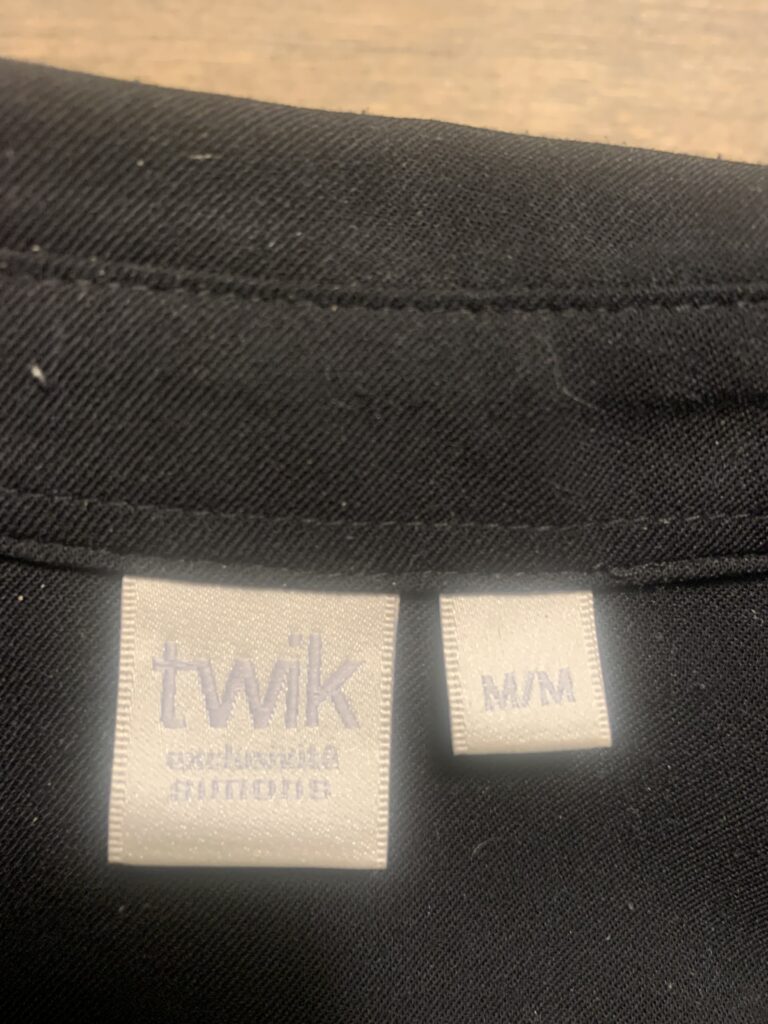 twik
exclusivité
simons
M/M